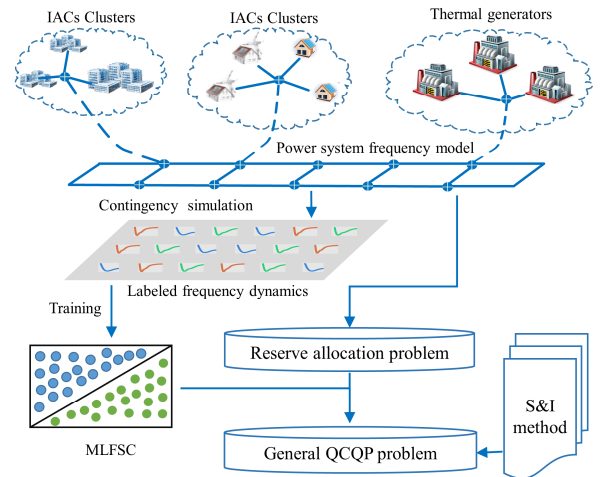 IACs Clusters
IACs Clusters
Thermal generators
Power system frequency model
Contingency simulation
Labeled frequency dynamics
Training
Reserve allocation problem
S&I
method
MLFSC
General QCQP problem